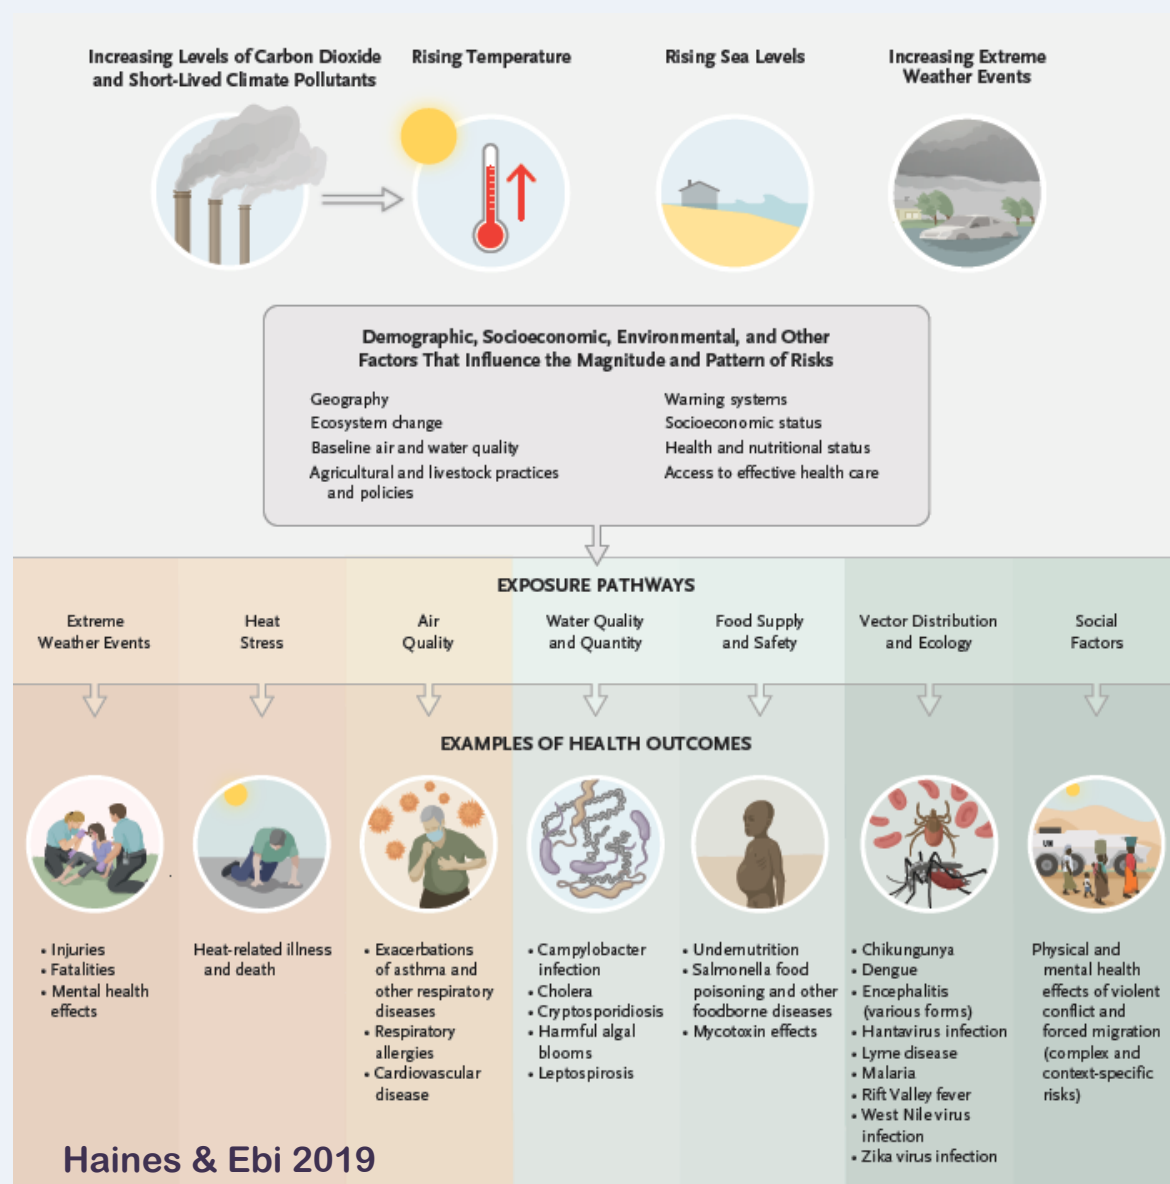 Increasing Levels of Carbon Dioxide
and Short-Lived Climate Pollutants
Rising Temperature
Rising Sea Levels
Increasing Extreme
Weather Events
Demographic, Socioeconomic, Environmental, and Other
Factors That Influence the Magnitude and Pattern of Risks
Geography
Ecosystem change
Baseline air and water quality
Agricultural and livestock practices
and policies
Warning systems
Socioeconomic status
Health and nutritional status
Access to effective health care
EXPOSURE PATHWAYS
Extreme
Weather Events
Heat
Stress
Air
Quality
Water Quality
and Quantity
Food Supply
and Safety
Vector Distribution
and Ecology
Social
Factors
EXAMPLES OF HEALTH OUTCOMES
UN
• Injuries
• Fatalities
• Mental health
effects
Heat-related illness
and death
• Exacerbations
of asthma and
other respiratory
diseases
• Respiratory
allergies
• Cardiovascular
disease
• Campylobacter
infection
• Cholera
• Cryptosporidiosis
• Harmful algal
blooms
• Leptospirosis
• Undernutrition
• Salmonella food
poisoning and other
foodborne diseases
• Mycotoxin effects
• Chikungunya
• Dengue
• Encephalitis
(various forms)
• Hantavirus infection
• Lyme disease
• Malaria
• Rift Valley fever
• West Nile virus
infection
• Zika virus infection
Physical and
mental health
effects of violent
conflict and
forced migration
(complex and
context-specific
risks)
Haines & Ebi 2019